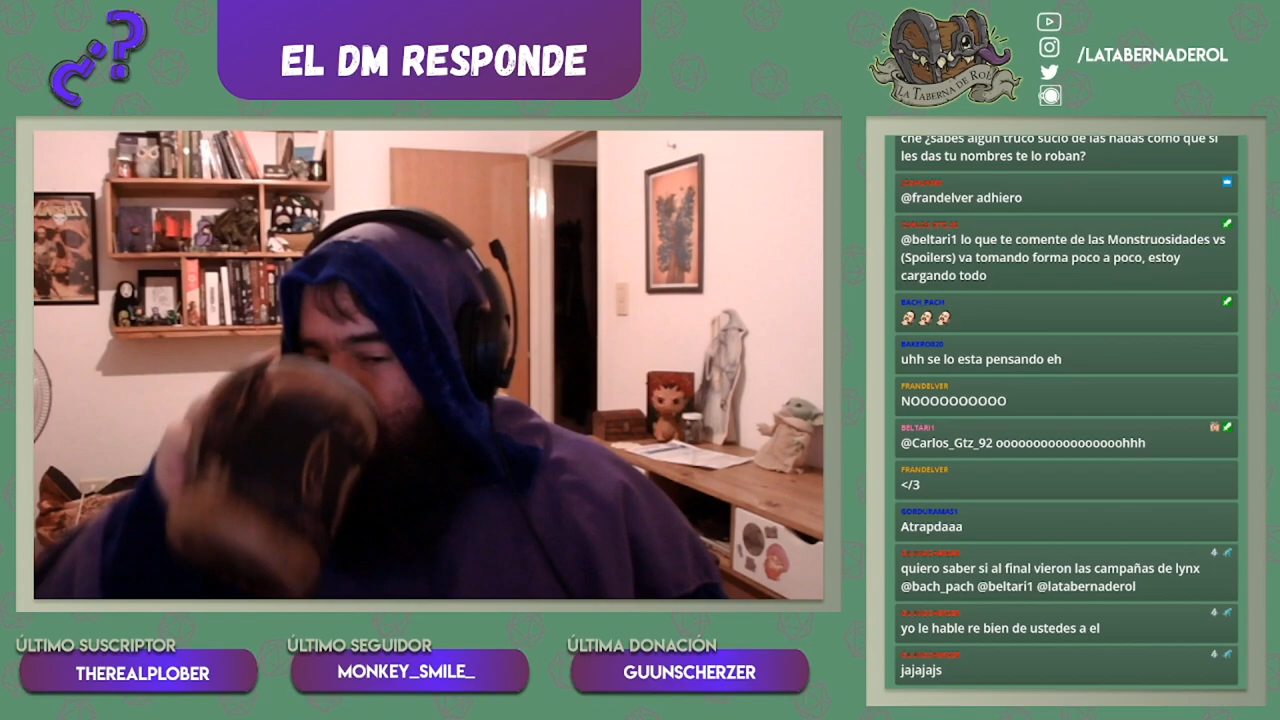 EL DM RESPONDE
LA TABERNA DE ROL
/LATABERNADEROL
che ¿sabes algun truco sucio de las hadas como que si
les das tu nombres te lo roban?
@frandelver adhiero
@beltari1 lo que te comente de las Monstruosidades vs
(Spoilers) va tomando forma poco a poco, estoy
cargando todo
BACH_PACH
uhh se lo esta pensando eh
FRANDELVER
NOOOOOOOOOO
BELTARI1
@Carlos_Gtz_92 ooooooooooooooooohhh
FRANDELVER
</3
GORDURAMAS1
Atrapdaaa
quiero saber si al final vieron las campañas de lynx
@bach_pach @beltari1 @latabernaderol
yo le hable re bien de ustedes a el
jajajajs
ÚLTIMO SUSCRIPTOR
THEREALPLOBER
ÚLTIMO SEGUIDOR
MONKEY_SMILE_
ÚLTIMA DONACIÓN
GUUNSCHERZER